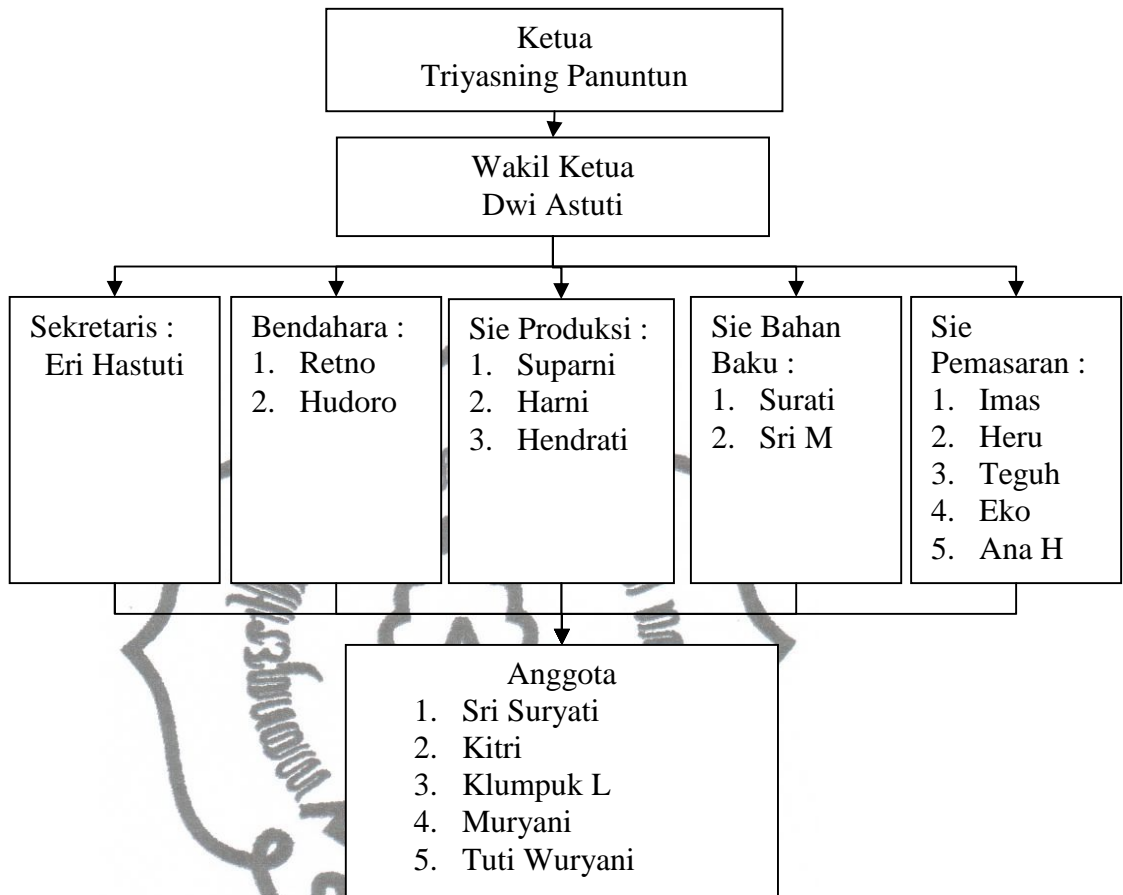 Ketua
Triyasning Panuntun
Wakil Ketua
Dwi Astuti
Sekretaris :
Eri Hastuti
Bendahara :
1. Retno
2. Hudoro
Sie Produksi :
1. Suparni
2. Harni
3. Hendrati
Sie Bahan
Baku :
1. Surati
2. Sri M
Sie
Pemasaran :
1. Imas
2. Heru
3. Teguh
4. Eko
5. Ana H
Anggota
1. Sri Suryati
2. Kitri
3. Klumpuk L
4. Muryani
5. Tuti Wuryani